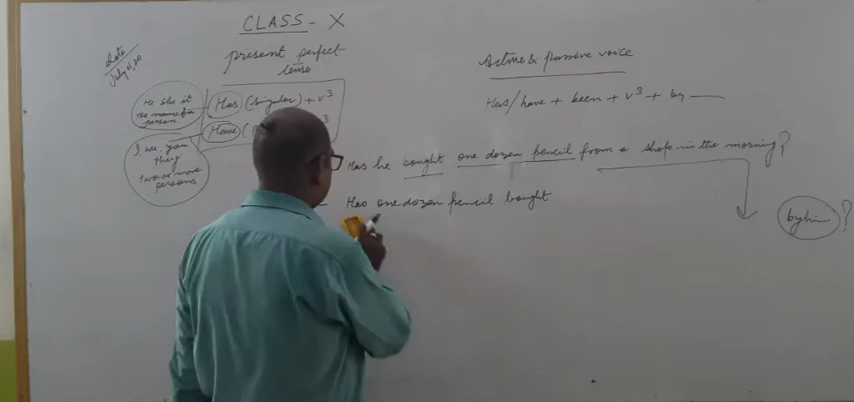 CLASS - X
Date
July 4, 20
present perfect
tense
He she it
the name of a
person
Has (singular) + v3
Have (P 3
I, we, you
they
two or more
persons
Active & passive voice
Has/have + been + v3 + by —
Has he bought one dozen pencil from a shop in the morning?
Has one dozen pencil bought
by him ?